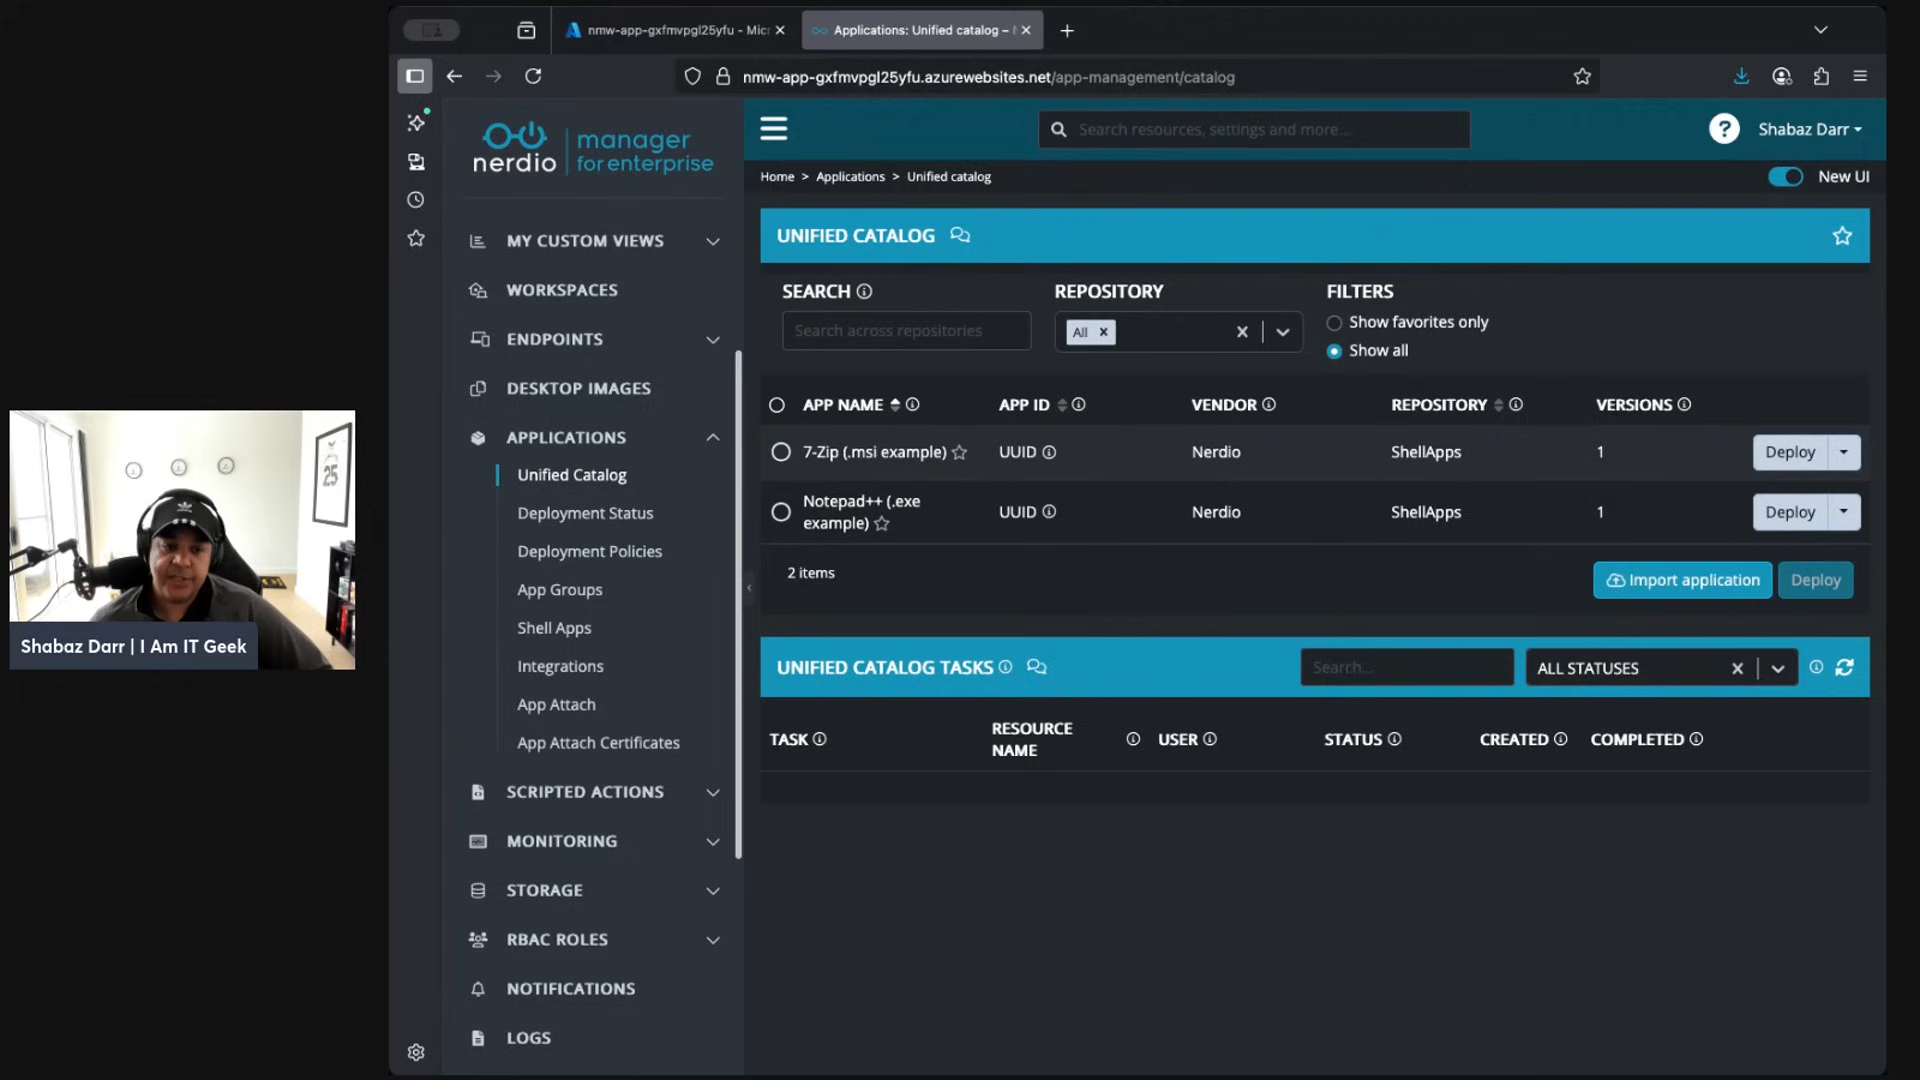 nmw-app-gxfmvpgl25yfu - Micr
Applications: Unified catalog –
nmw-app-gxfmvpgl25yfu.azurewebsites.net/app-management/catalog
nerdio
manager
for enterprise
Search resources, settings and more...
?
Shabaz Darr
Home > Applications > Unified catalog
New UI
MY CUSTOM VIEWS
WORKSPACES
ENDPOINTS
DESKTOP IMAGES
APPLICATIONS
Unified Catalog
Deployment Status
Deployment Policies
App Groups
Shell Apps
Integrations
App Attach
App Attach Certificates
SCRIPTED ACTIONS
MONITORING
STORAGE
RBAC ROLES
NOTIFICATIONS
LOGS
UNIFIED CATALOG
SEARCH
REPOSITORY
FILTERS
Search across repositories
All
Show favorites only
Show all
APP NAME
APP ID
VENDOR
REPOSITORY
VERSIONS
7-Zip (.msi example)
UUID
Nerdio
ShellApps
1
Deploy
Notepad++ (.exe
example)
UUID
Nerdio
ShellApps
1
Deploy
2 items
Import application
Deploy
UNIFIED CATALOG TASKS
Search...
ALL STATUSES
TASK
RESOURCE
NAME
USER
STATUS
CREATED
COMPLETED
25
Shabaz Darr | I Am IT Geek